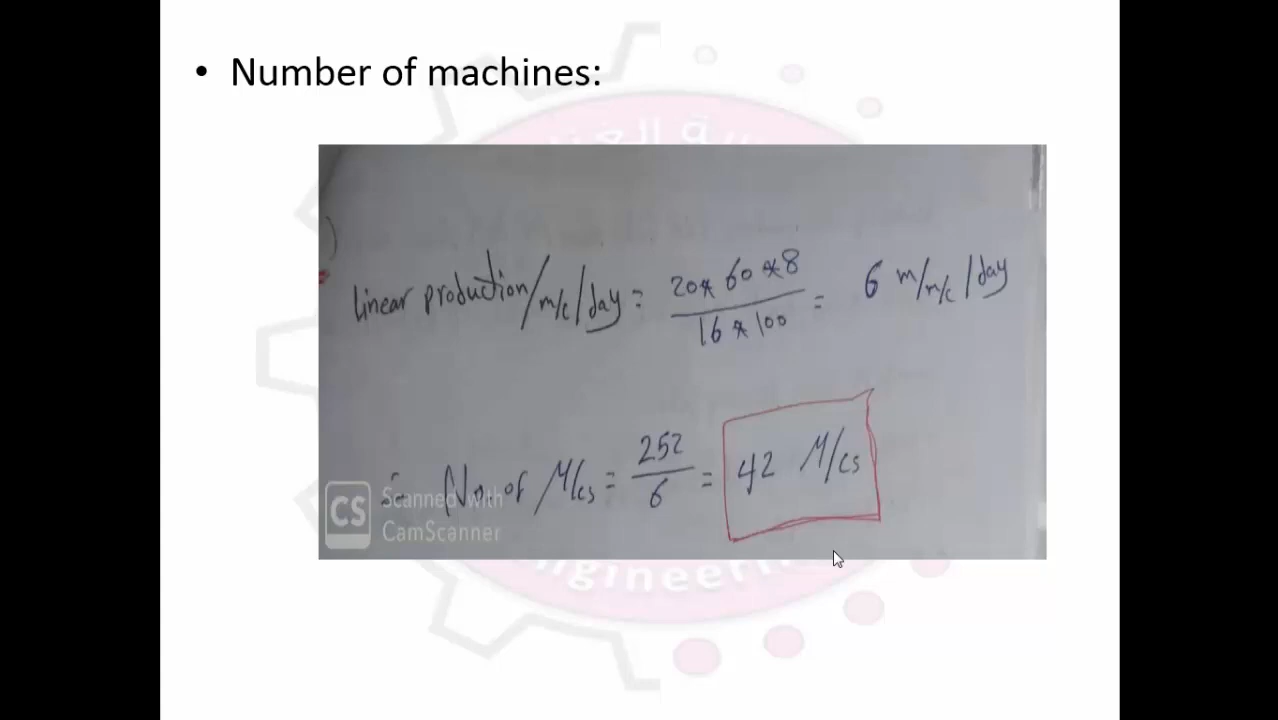 • Number of machines:
)
linear production/m/c/day = 20*60*8 / 16*100 = 6 m/m/c/day
∴ No. of M/cs = 252 / 6 = 42 M/cs
CS Scanned with
CamScanner
ngineerin